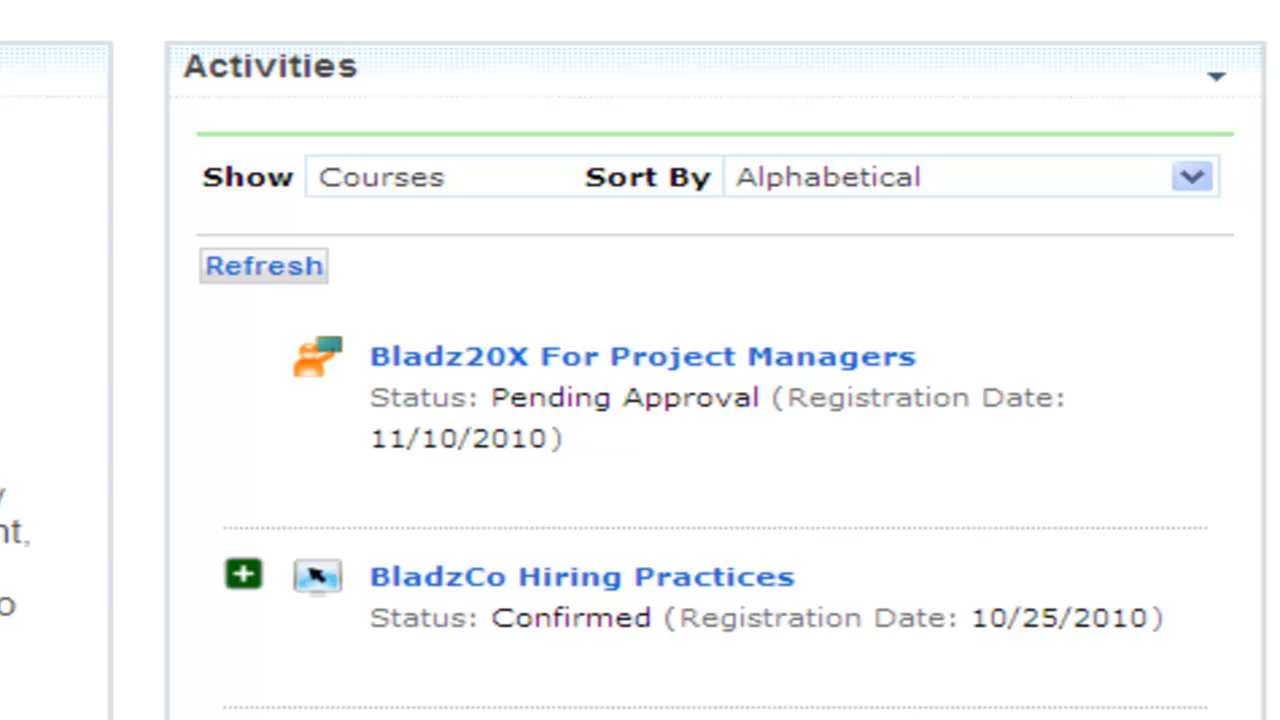 Activities
Show Courses Sort By Alphabetical
Refresh
Bladz20X For Project Managers
Status: Pending Approval (Registration Date:
11/10/2010)
nt,
BladzCo Hiring Practices
Status: Confirmed (Registration Date: 10/25/2010)
o